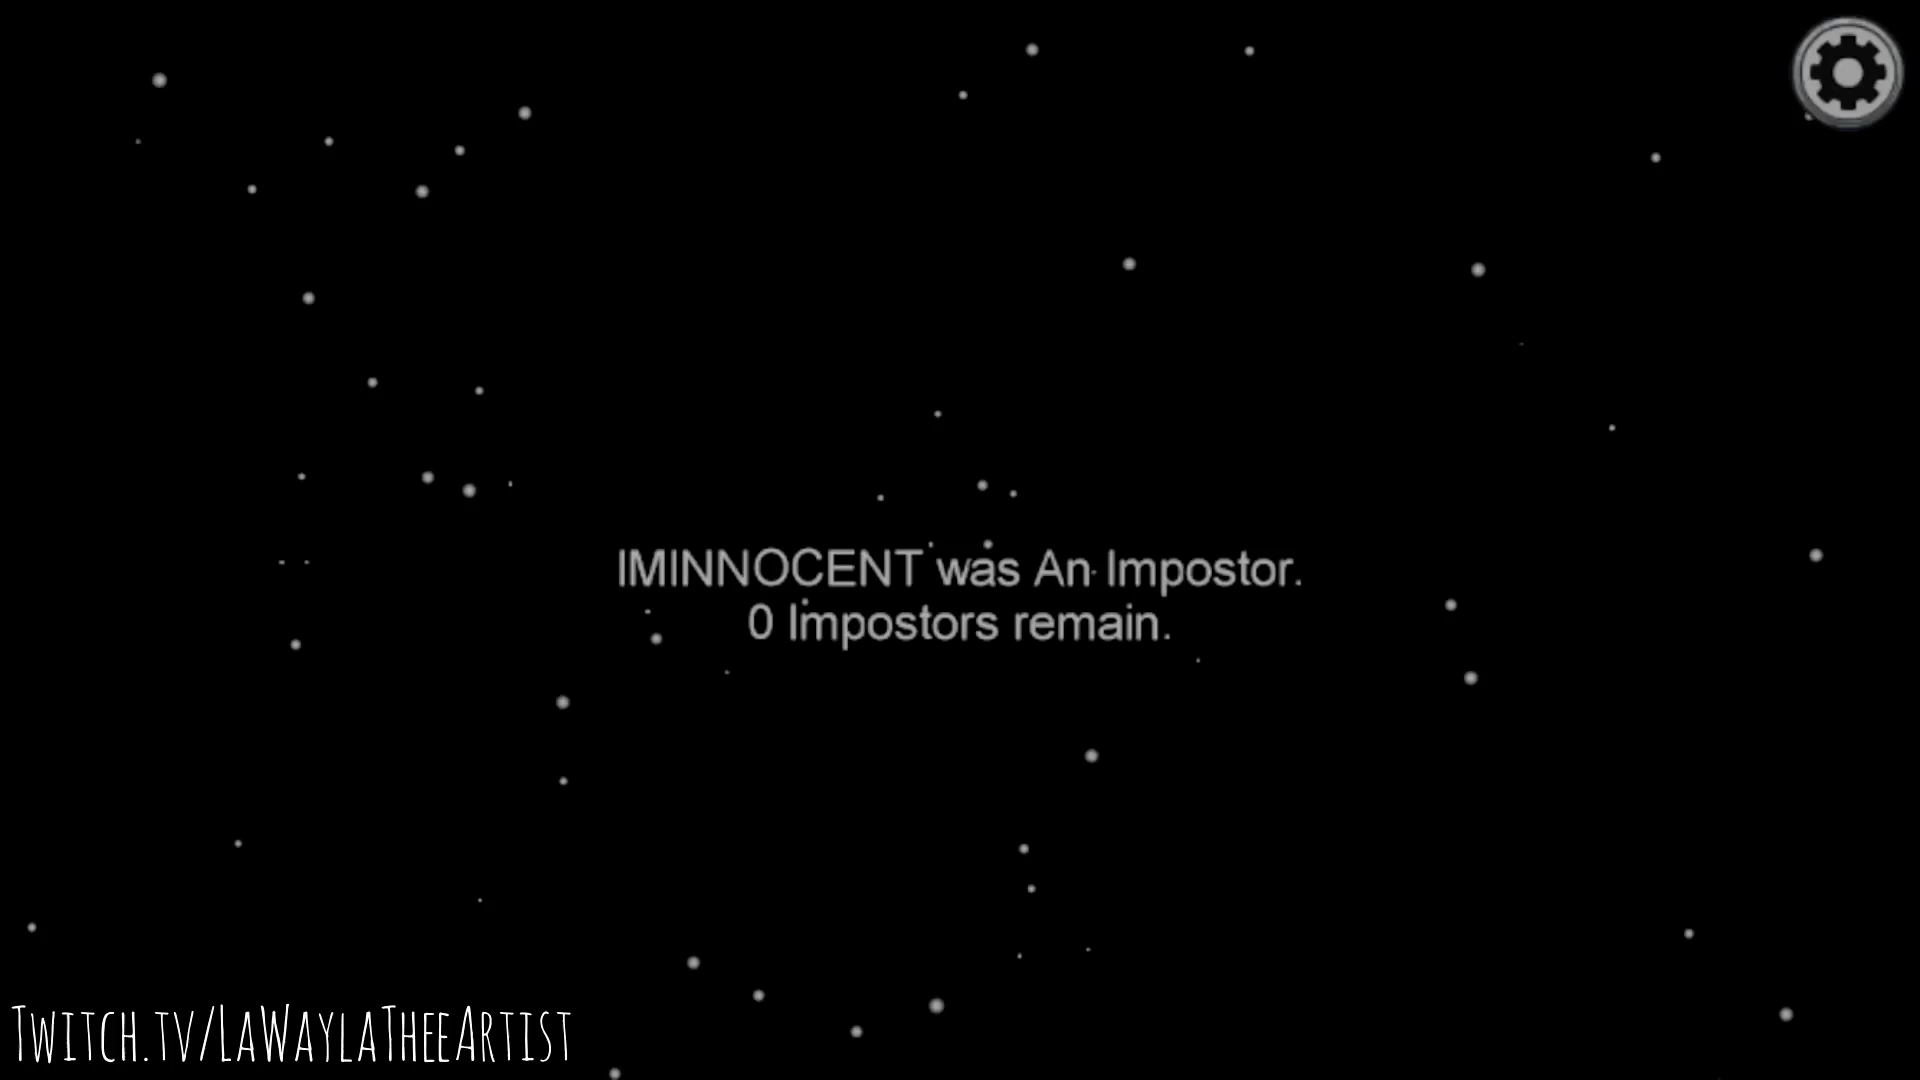 IMINNOCENT was An Impostor.
0 Impostors remain.
TWITCH.TV/LAWAYLATHEEARTIST